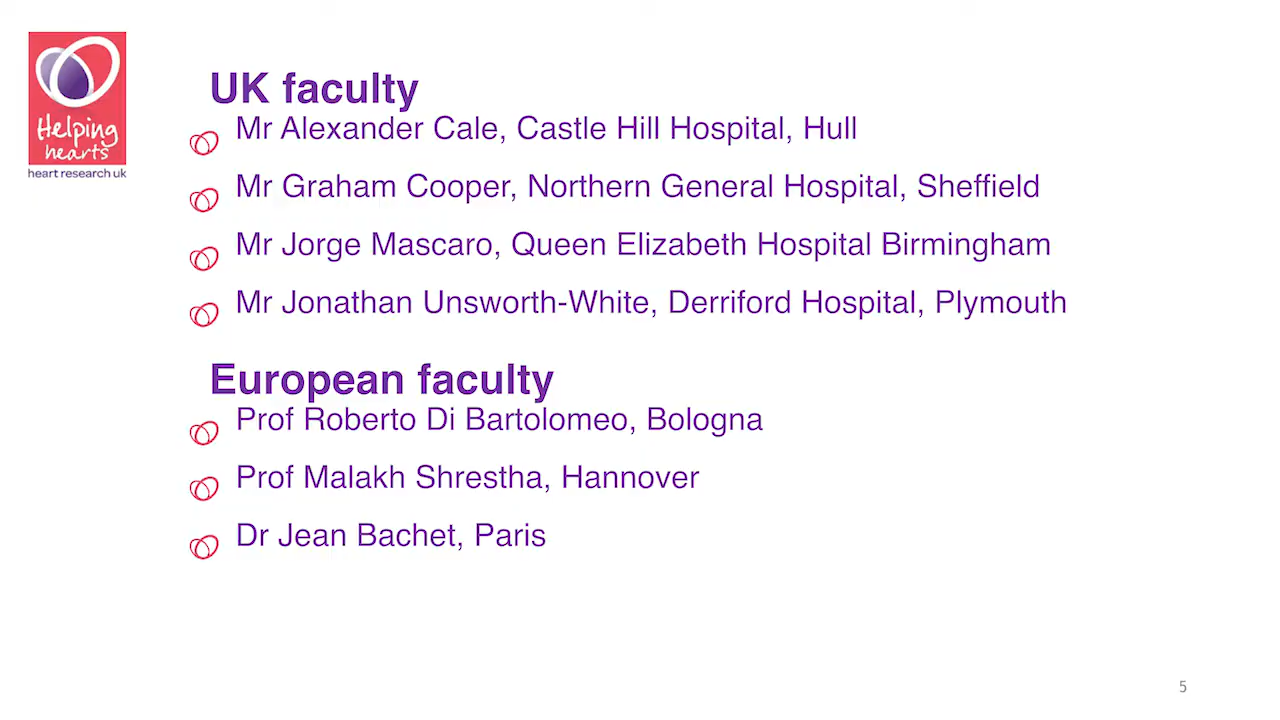 Helping
hearts
heart research uk
UK faculty
Mr Alexander Cale, Castle Hill Hospital, Hull
Mr Graham Cooper, Northern General Hospital, Sheffield
Mr Jorge Mascaro, Queen Elizabeth Hospital Birmingham
Mr Jonathan Unsworth-White, Derriford Hospital, Plymouth
European faculty
Prof Roberto Di Bartolomeo, Bologna
Prof Malakh Shrestha, Hannover
Dr Jean Bachet, Paris
5